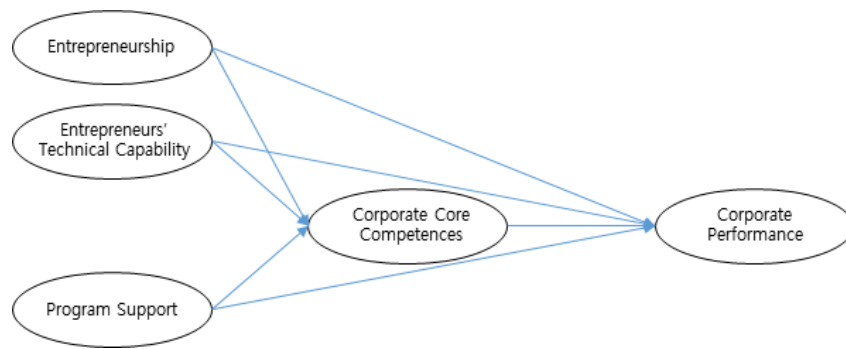 Entrepreneurship
Entrepreneurs'
Technical Capability
Corporate Core
Competences
Corporate
Performance
Program Support